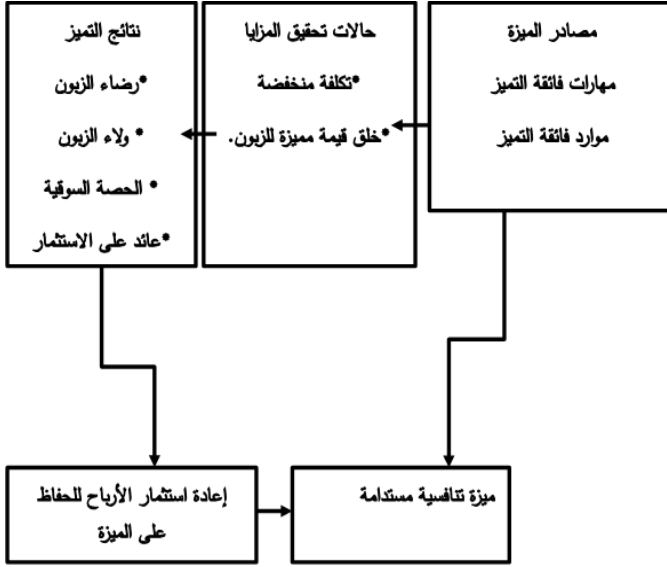 مصادر الميزة
مهارات فائقة التميز
موارد فائقة التميز
حالات تحقيق المزايا
*تكلفة منخفضة
*خلق قيمة مميزة للزبون.
نتائج التميز
*رضاء الزبون
* ولاء الزبون
* الحصة السوقية
*عائد على الاستثمار
ميزة تنافسية مستدامة
إعادة استثمار الأرباح للحفاظ
على الميزة